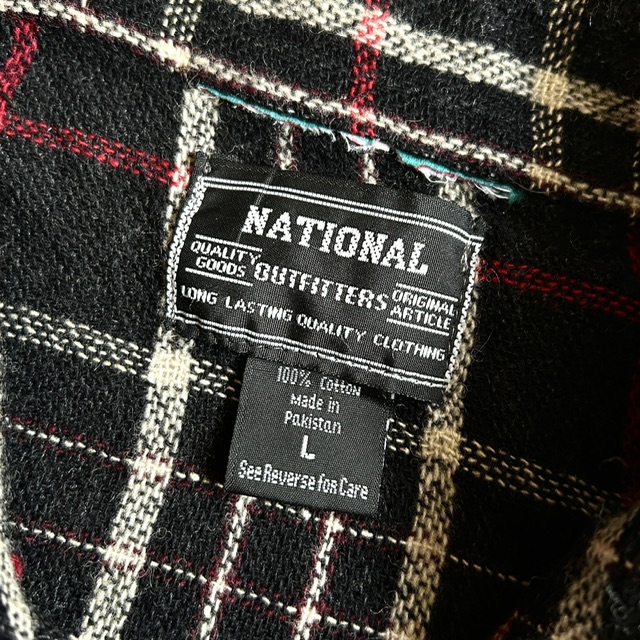 NATIONAL
QUALITY GOODS
OUTFITTERS
ORIGINAL ARTICLE
LONG LASTING QUALITY CLOTHING
100% Cotton
Made in
Pakistan
L
See Reverse for Care